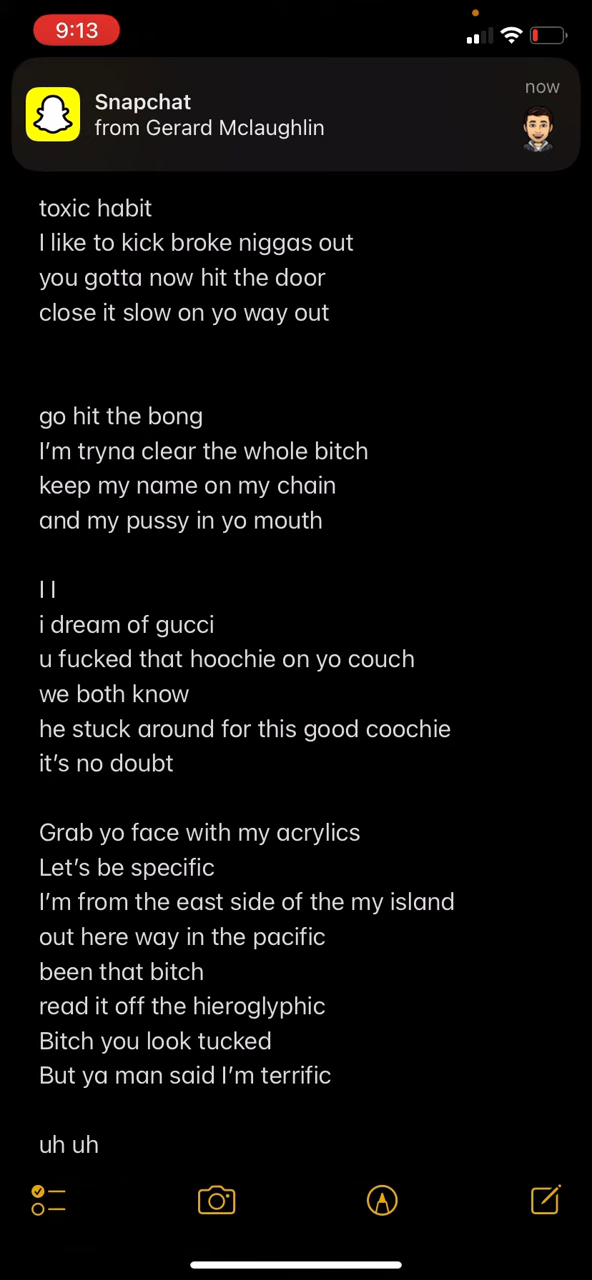 9:13
Snapchat
now
from Gerard Mclaughlin
toxic habit
I like to kick broke niggas out
you gotta now hit the door
close it slow on yo way out
go hit the bong
I'm tryna clear the whole bitch
keep my name on my chain
and my pussy in yo mouth
I I
i dream of gucci
u fucked that hoochie on yo couch
we both know
he stuck around for this good coochie
it's no doubt
Grab yo face with my acrylics
Let's be specific
I'm from the east side of the my island
out here way in the pacific
been that bitch
read it off the hieroglyphic
Bitch you look tucked
But ya man said I'm terrific
uh uh